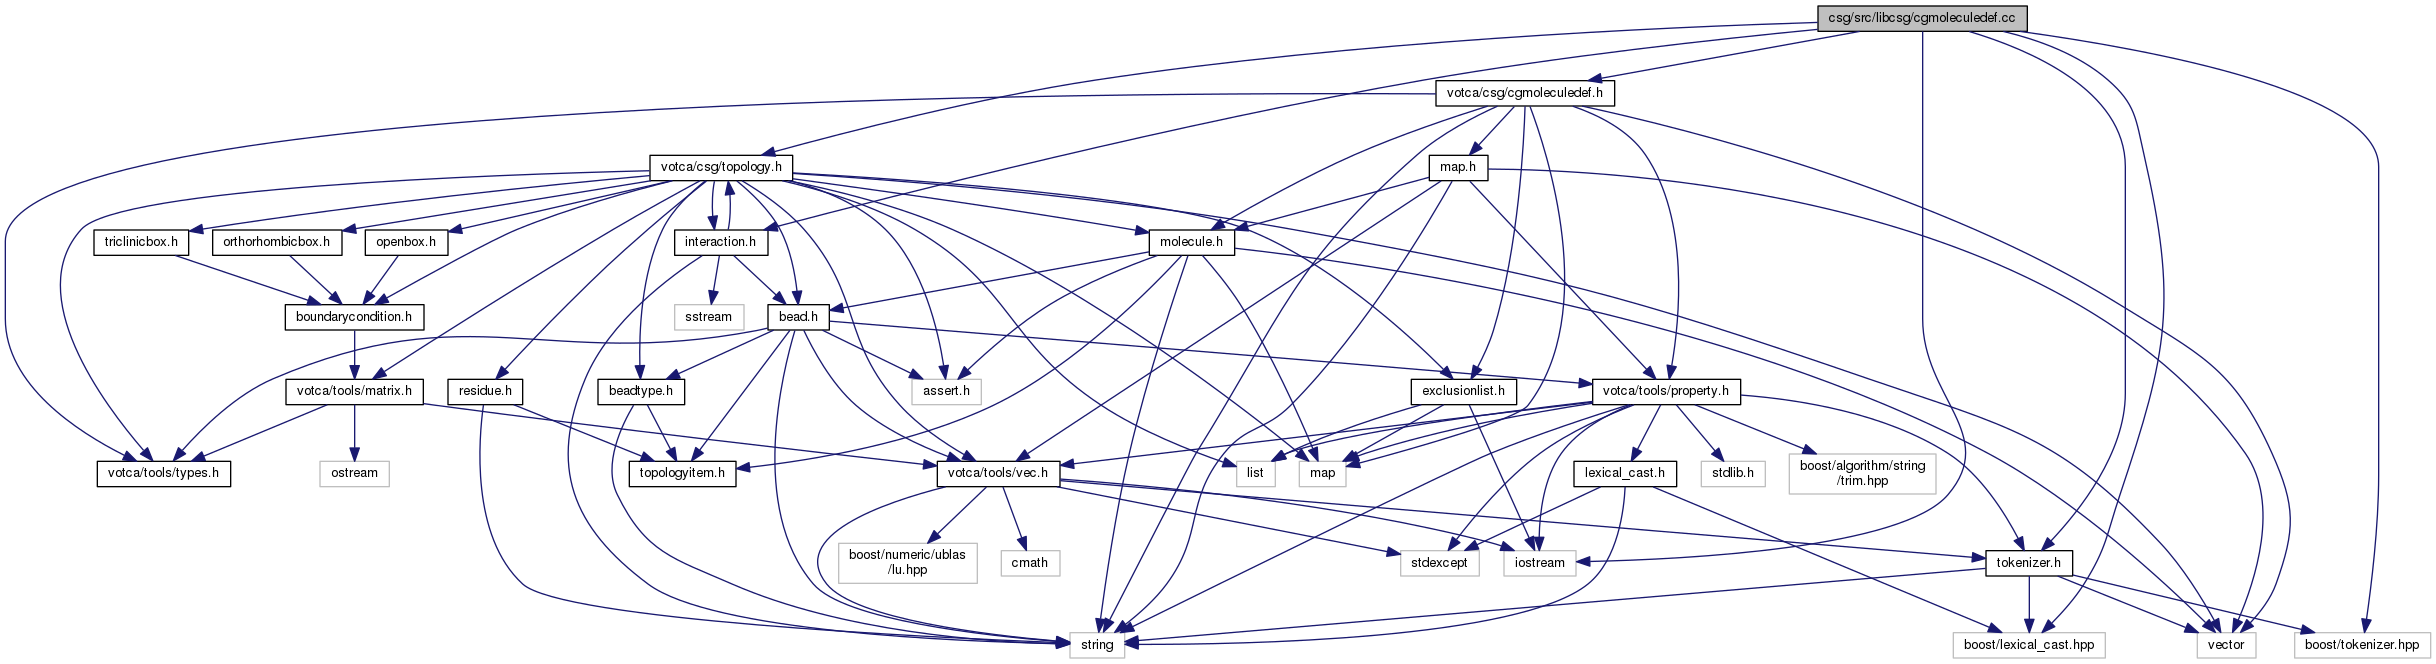 csg/src/libcsg/cgmoleculedef.cc
votca/csg/cgmoleculedef.h
votca/csg/topology.h
map.h
triclinicbox.h
orthorhombicbox.h
openbox.h
interaction.h
molecule.h
boundarycondition.h
sstream
bead.h
votca/tools/matrix.h
residue.h
beadtype.h
assert.h
exclusionlist.h
votca/tools/property.h
votca/tools/types.h
ostream
topologyitem.h
votca/tools/vec.h
list
map
lexical_cast.h
stdlib.h
boost/algorithm/string
/trim.hpp
boost/numeric/ublas
/lu.hpp
cmath
stdexcept
iostream
tokenizer.h
string
boost/lexical_cast.hpp
vector
boost/tokenizer.hpp